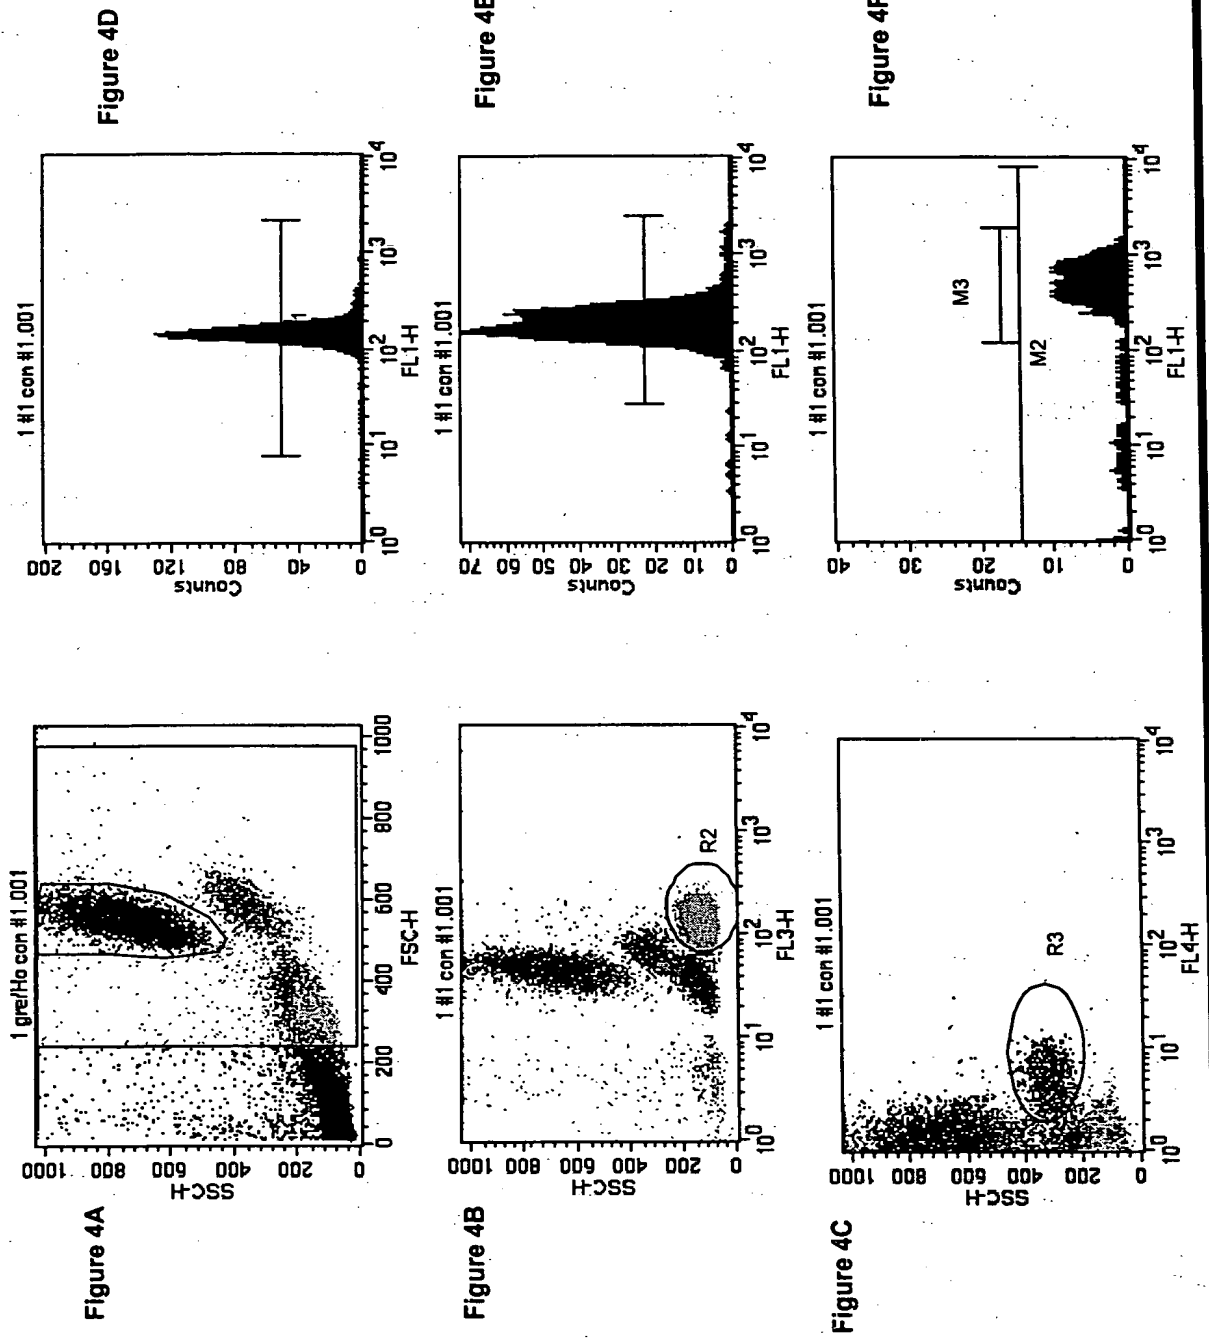 Figure 4A
1 gre/Ho con #1.001
SSC-H
1000
800
600
400
200
0
0
200
400
600
800
1000
FSC-H
Figure 4D
1 #1 con #1.001
Counts
200
160
120
80
40
0
10^0
10^1
10^2
10^3
10^4
FL1-H
1
Figure 4B
1 #1 con #1.001
SSC-H
1000
800
600
400
200
0
10^0
10^1
10^2
10^3
10^4
FL3-H
R2
Figure 4E
1 #1 con #1.001
Counts
70
60
50
40
30
20
10
0
10^0
10^1
10^2
10^3
10^4
FL1-H
Figure 4C
1 #1 con #1.001
SSC-H
1000
800
600
400
200
0
10^0
10^1
10^2
10^3
10^4
FL4-H
R3
Figure 4F
1 #1 con #1.001
Counts
40
30
20
10
0
10^0
10^1
10^2
10^3
10^4
FL1-H
M3
M2